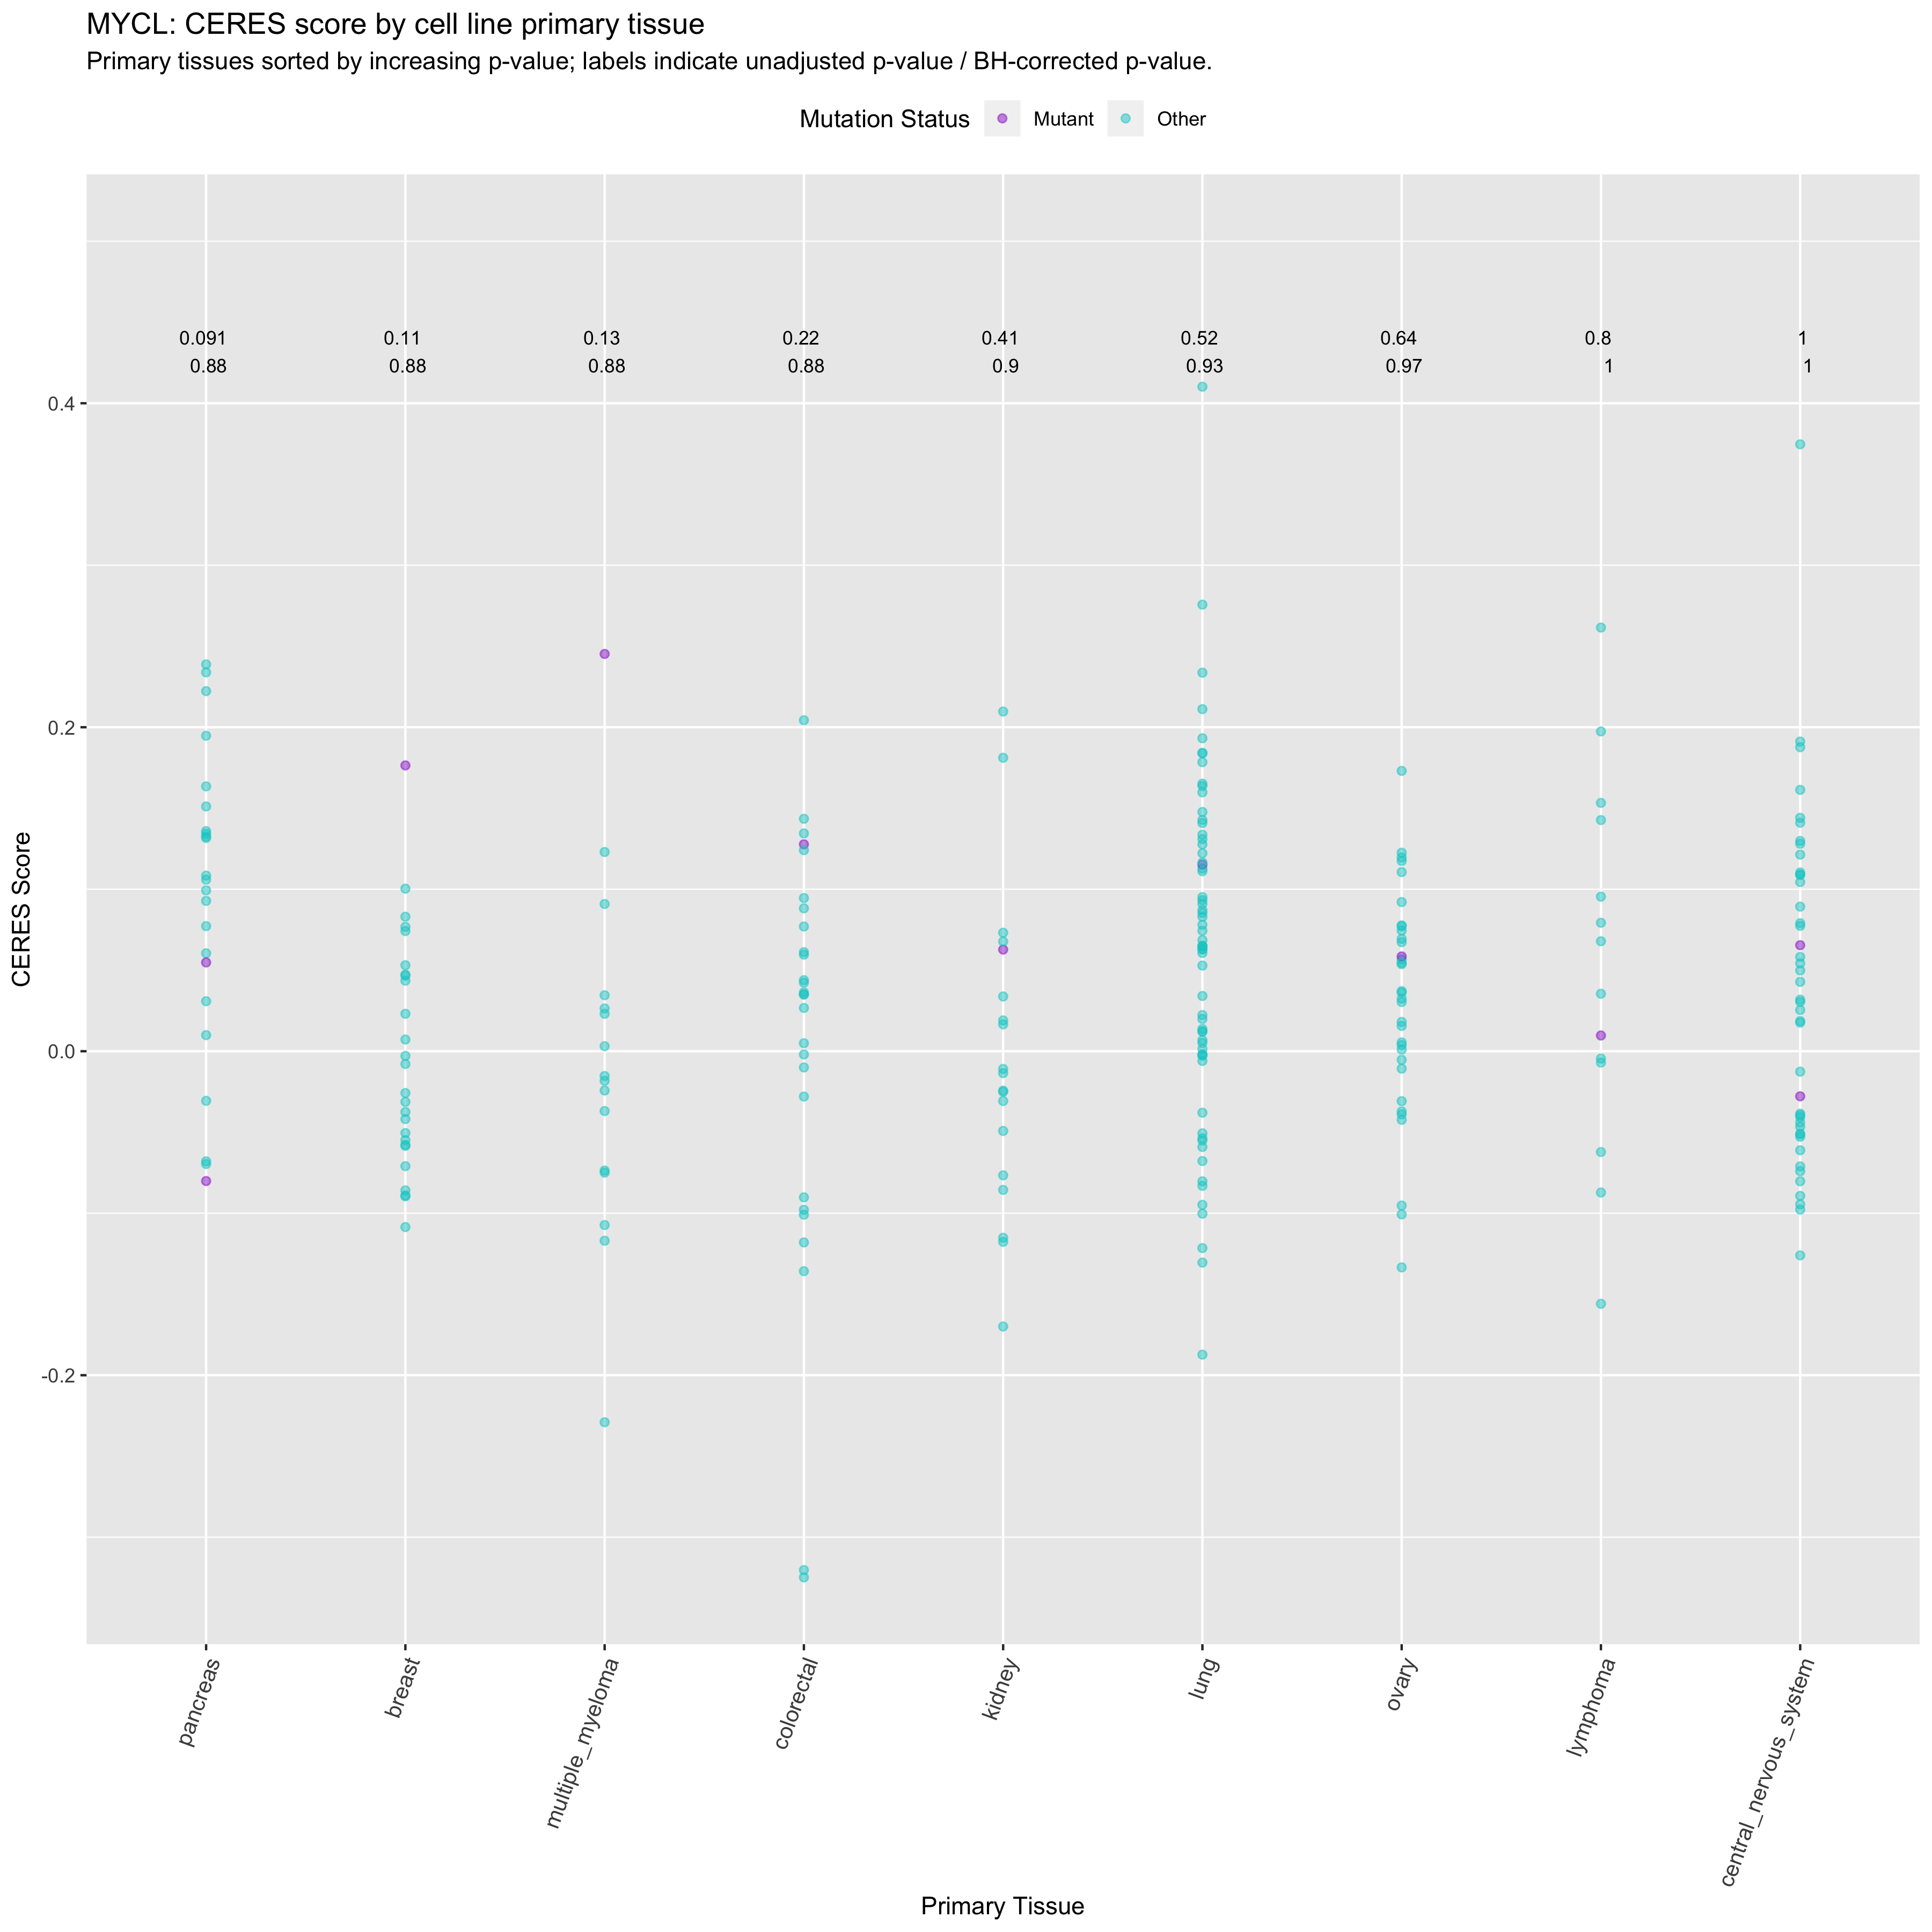 MYCL: CERES score by cell line primary tissue
Primary tissues sorted by increasing p-value; labels indicate unadjusted p-value / BH-corrected p-value.
Mutation Status Mutant Other
0.091 0.11 0.13 0.22 0.41 0.52 0.64 0.8 1
0.88 0.88 0.88 0.88 0.9 0.93 0.97 1 1
0.4
0.2
0.0
-0.2
CERES Score
pancreas
breast
multiple_myeloma
colorectal
kidney
lung
ovary
lymphoma
central_nervous_system
Primary Tissue